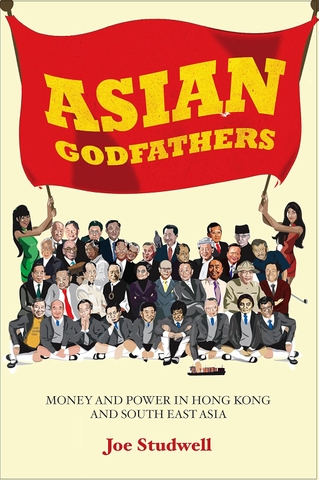 ASIAN
GODFATHERS
MONEY AND POWER IN HONG KONG
AND SOUTH EAST ASIA
Joe Studwell